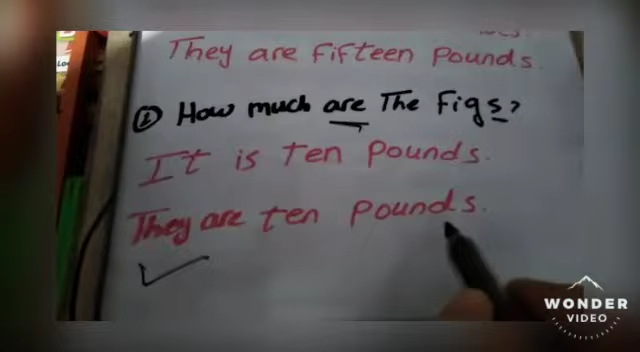 They are fifteen Pounds.
② How much are The figs?
It is Ten Pounds.
They are ten Pounds.
WONDER
VIDEO